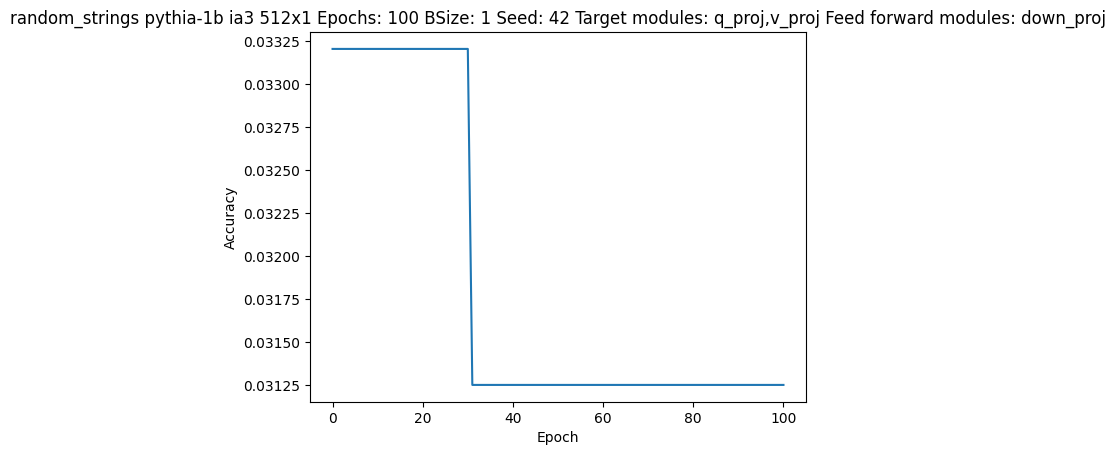 random_strings pythia-1b ia3 512x1 Epochs: 100 BSize: 1 Seed: 42 Target modules: q_proj,v_proj Feed forward modules: down_proj
0.03325
0.03300
0.03275
0.03250
0.03225
0.03200
0.03175
0.03150
0.03125
Accuracy
0 20 40 60 80 100
Epoch